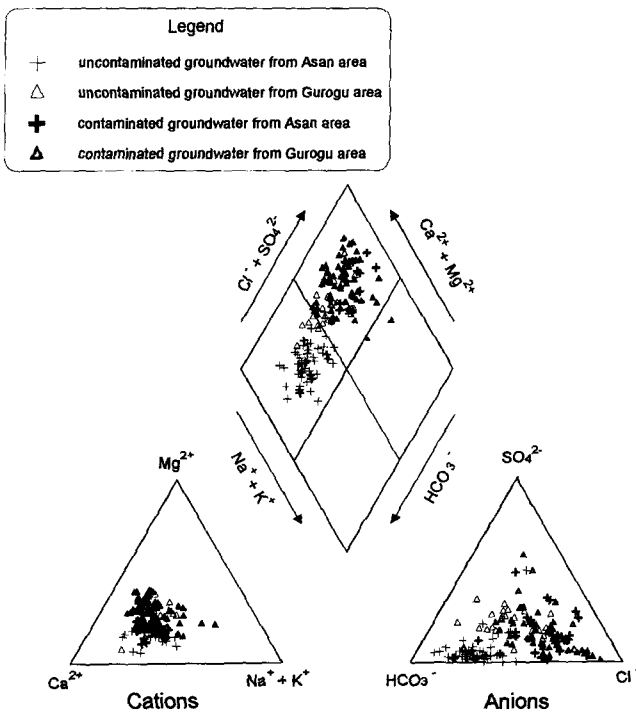 Legend
uncontaminated groundwater from Asan area
uncontaminated groundwater from Gurogu area
contaminated groundwater from Asan area
contaminated groundwater from Gurogu area
Cl⁻ + SO₄²⁻
Ca²⁺ + Mg²⁺
Na⁺ + K⁺
HCO₃⁻
Mg²⁺
SO₄²⁻
Ca²⁺
Na⁺ + K⁺
HCO₃⁻
Cl⁻
Cations
Anions